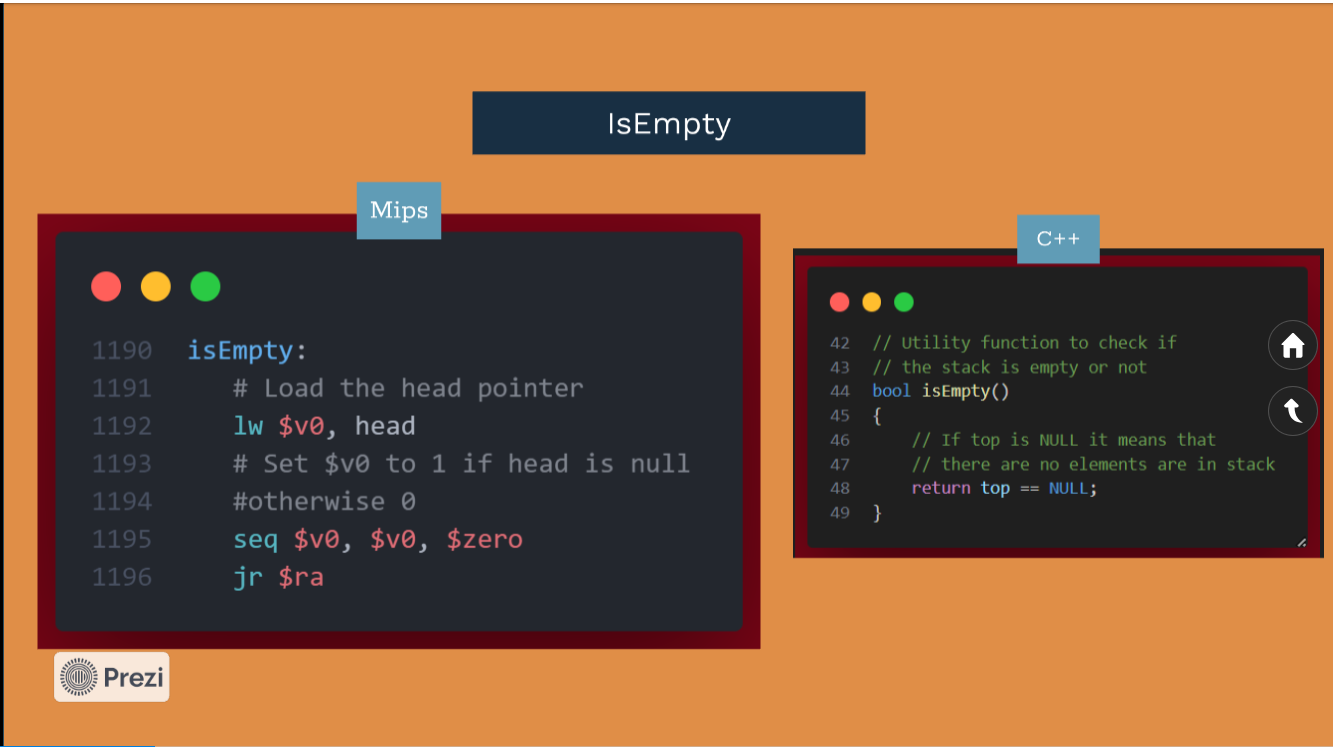 IsEmpty
Mips
1190 isEmpty:
1191 # Load the head pointer
1192 lw $v0, head
1193 # Set $v0 to 1 if head is null
1194 #otherwise 0
1195 seq $v0, $v0, $zero
1196 jr $ra
C++
42 // Utility function to check if
43 // the stack is empty or not
44 bool isEmpty()
45 {
46 // If top is NULL it means that
47 // there are no elements are in stack
48 return top == NULL;
49 }
Prezi